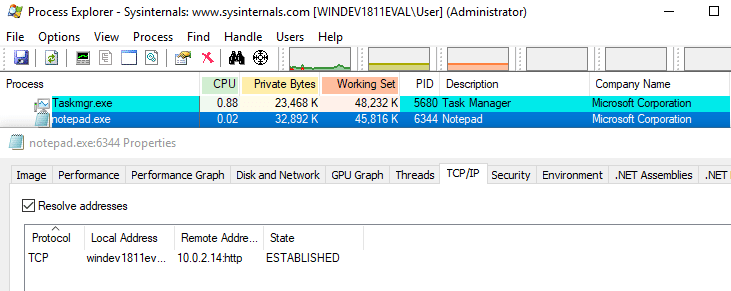 Process Explorer - Sysinternals: www.sysinternals.com [WINDEV1811EVAL\User] (Administrator)
File Options View Process Find Handle Users Help
Process CPU Private Bytes Working Set PID Description Company Name
Taskmgr.exe 0.88 23,468 K 48,232 K 5680 Task Manager Microsoft Corporation
notepad.exe 0.02 32,892 K 45,816 K 6344 Notepad Microsoft Corporation
notepad.exe:6344 Properties
Image Performance Performance Graph Disk and Network GPU Graph Threads TCP/IP Security Environment .NET Assemblies .NET
Resolve addresses
Protocol Local Address Remote Addre... State
TCP windev1811ev... 10.0.2.14:http ESTABLISHED